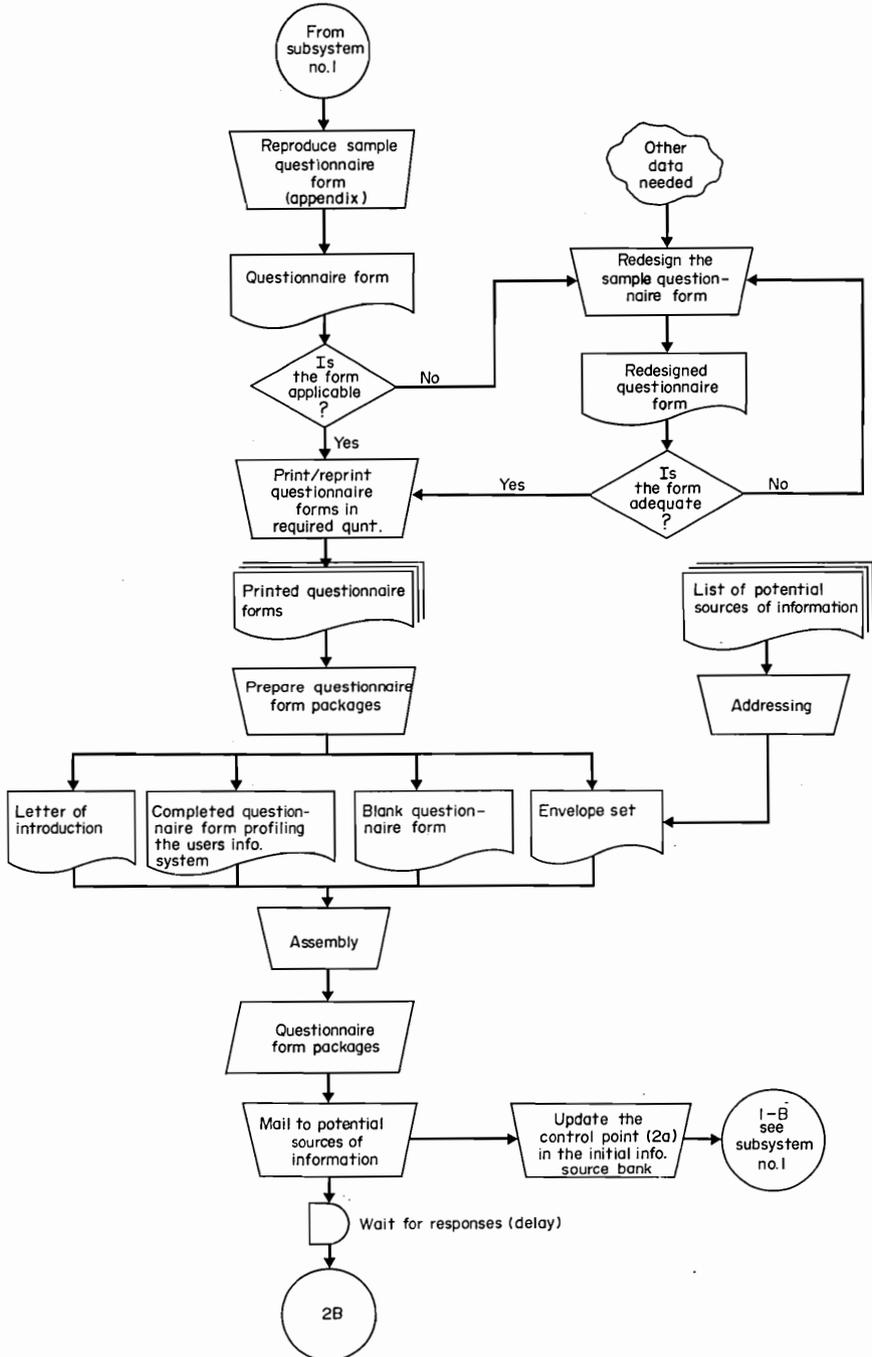 From
subsystem
no.1
Reproduce sample
questionnaire
form
(appendix)
Other
data
needed
Questionnaire form
Redesign the
sample question-
naire form
Is
the form
applicable
?
No
Yes
Redesigned
questionnaire
form
Print/reprint
questionnaire
forms in
required qunt.
Yes
Is
the form
adequate
?
No
Printed questionnaire
forms
List of potential
sources of information
Prepare questionnaire
form packages
Addressing
Letter of
introduction
Completed question-
naire form profiling
the users info.
system
Blank question-
naire form
Envelope set
Assembly
Questionnaire
form packages
Mail to potential
sources of
information
Update the
control point (2a)
in the initial info.
source bank
1-B
see
subsystem
no.1
Wait for responses (delay)
2B